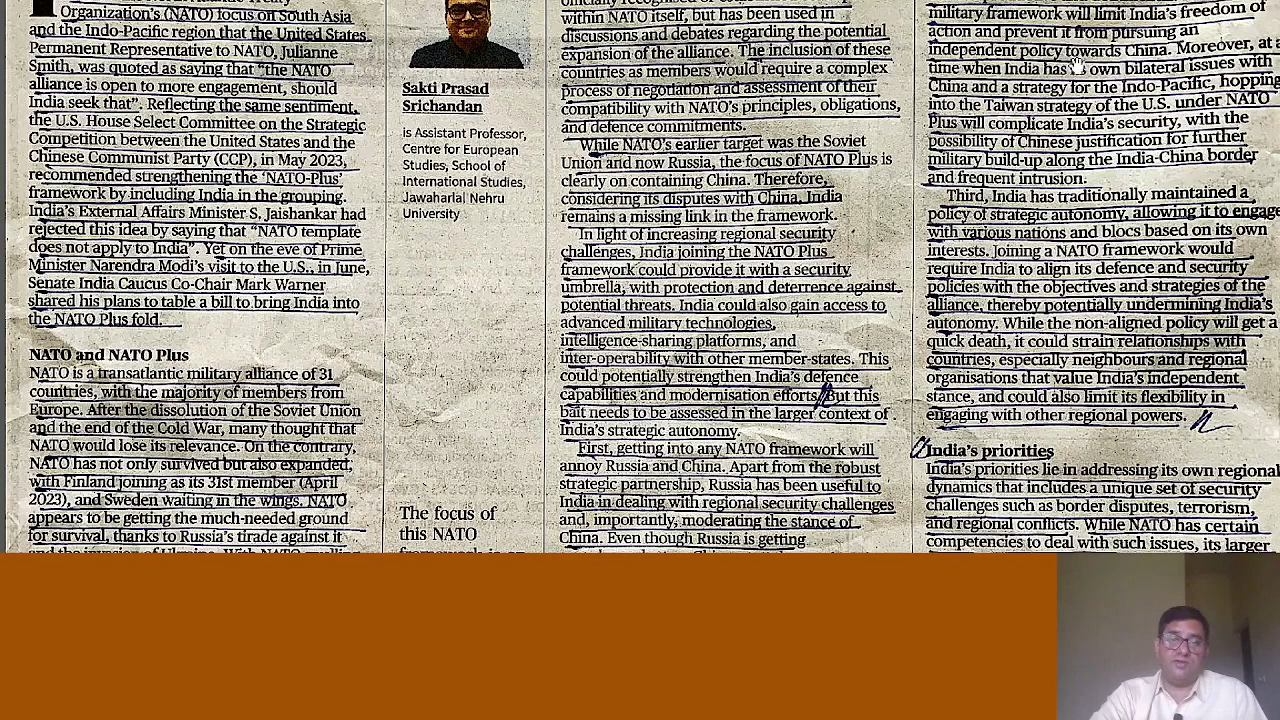 Organization's (NATO) focus on South Asia
and the Indo-Pacific region that the United States
Permanent Representative to NATO, Julianne
Smith, was quoted as saying that “the NATO
alliance is open to more engagement, should
India seek that”. Reflecting the same sentiment,
the U.S. House Select Committee on the Strategic
Competition between the United States and the
Chinese Communist Party (CCP), in May 2023,
recommended strengthening the ‘NATO-Plus’
framework by including India in the grouping.
India's External Affairs Minister S. Jaishankar had
rejected this idea by saying that “NATO template
does not apply to India”. Yet on the eve of Prime
Minister Narendra Modi's visit to the U.S., in June,
Senate India Caucus Co-Chair Mark Warner
shared his plans to table a bill to bring India into
the NATO Plus fold.
NATO and NATO Plus
NATO is a transatlantic military alliance of 31
countries, with the majority of members from
Europe. After the dissolution of the Soviet Union
and the end of the Cold War, many thought that
NATO would lose its relevance. On the contrary,
NATO has not only survived but also expanded,
with Finland joining as its 31st member (April
2023), and Sweden waiting in the wings. NATO
appears to be getting the much-needed ground
for survival, thanks to Russia's tirade against it
Sakti Prasad
Srichandan
is Assistant Professor,
Centre for European
Studies, School of
International Studies,
Jawaharlal Nehru
University
The focus of
this NATO
within NATO itself, but has been used in
discussions and debates regarding the potential
expansion of the alliance. The inclusion of these
countries as members would require a complex
process of negotiation and assessment of their
compatibility with NATO's principles, obligations,
and defence commitments.
While NATO's earlier target was the Soviet
Union and now Russia, the focus of NATO Plus is
clearly on containing China. Therefore,
considering its disputes with China, India
remains a missing link in the framework.
In light of increasing regional security
challenges, India joining the NATO Plus
framework could provide it with a security
umbrella, with protection and deterrence against
potential threats. India could also gain access to
advanced military technologies,
intelligence-sharing platforms, and
inter-operability with other member-states. This
could potentially strengthen India's defence
capabilities and modernisation efforts. But this
bait needs to be assessed in the larger context of
India's strategic autonomy.
First, getting into any NATO framework will
annoy Russia and China. Apart from the robust
strategic partnership, Russia has been useful to
India in dealing with regional security challenges
and, importantly, moderating the stance of
China. Even though Russia is getting
military framework will limit India's freedom of
action and prevent it from pursuing an
independent policy towards China. Moreover, at a
time when India has its own bilateral issues with
China and a strategy for the Indo-Pacific, hopping
into the Taiwan strategy of the U.S. under NATO
Plus will complicate India's security, with the
possibility of Chinese justification for further
military build-up along the India-China border
and frequent intrusion.
Third, India has traditionally maintained a
policy of strategic autonomy, allowing it to engage
with various nations and blocs based on its own
interests. Joining a NATO framework would
require India to align its defence and security
policies with the objectives and strategies of the
alliance, thereby potentially undermining India's
autonomy. While the non-aligned policy will get a
quick death, it could strain relationships with
countries, especially neighbours and regional
organisations that value India's independent
stance, and could also limit its flexibility in
engaging with other regional powers.
India's priorities
India's priorities lie in addressing its own regional
dynamics that includes a unique set of security
challenges such as border disputes, terrorism,
and regional conflicts. While NATO has certain
competencies to deal with such issues, its larger